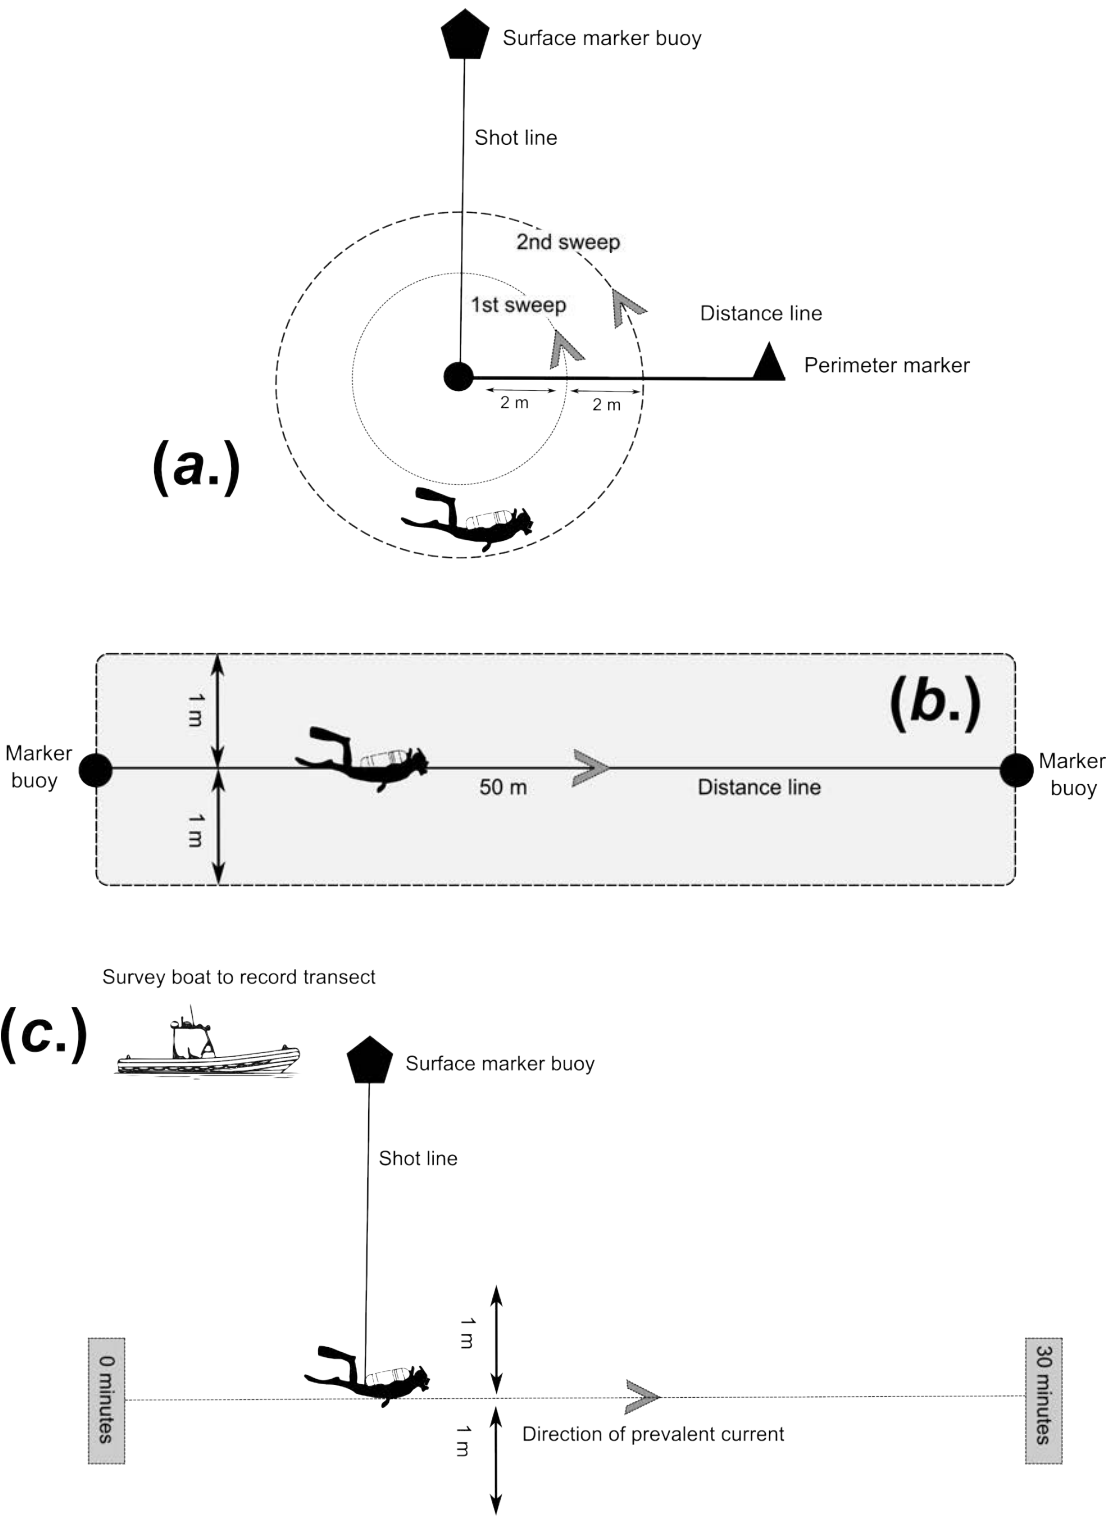 Surface marker buoy
Shot line
2nd sweep
1st sweep
Distance line
Perimeter marker
2 m
2 m
(a.)
1 m
(b.)
Marker
buoy
50 m
Distance line
Marker
buoy
1 m
Survey boat to record transect
(c.)
Surface marker buoy
Shot line
1 m
0 minutes
30 minutes
1 m
Direction of prevalent current